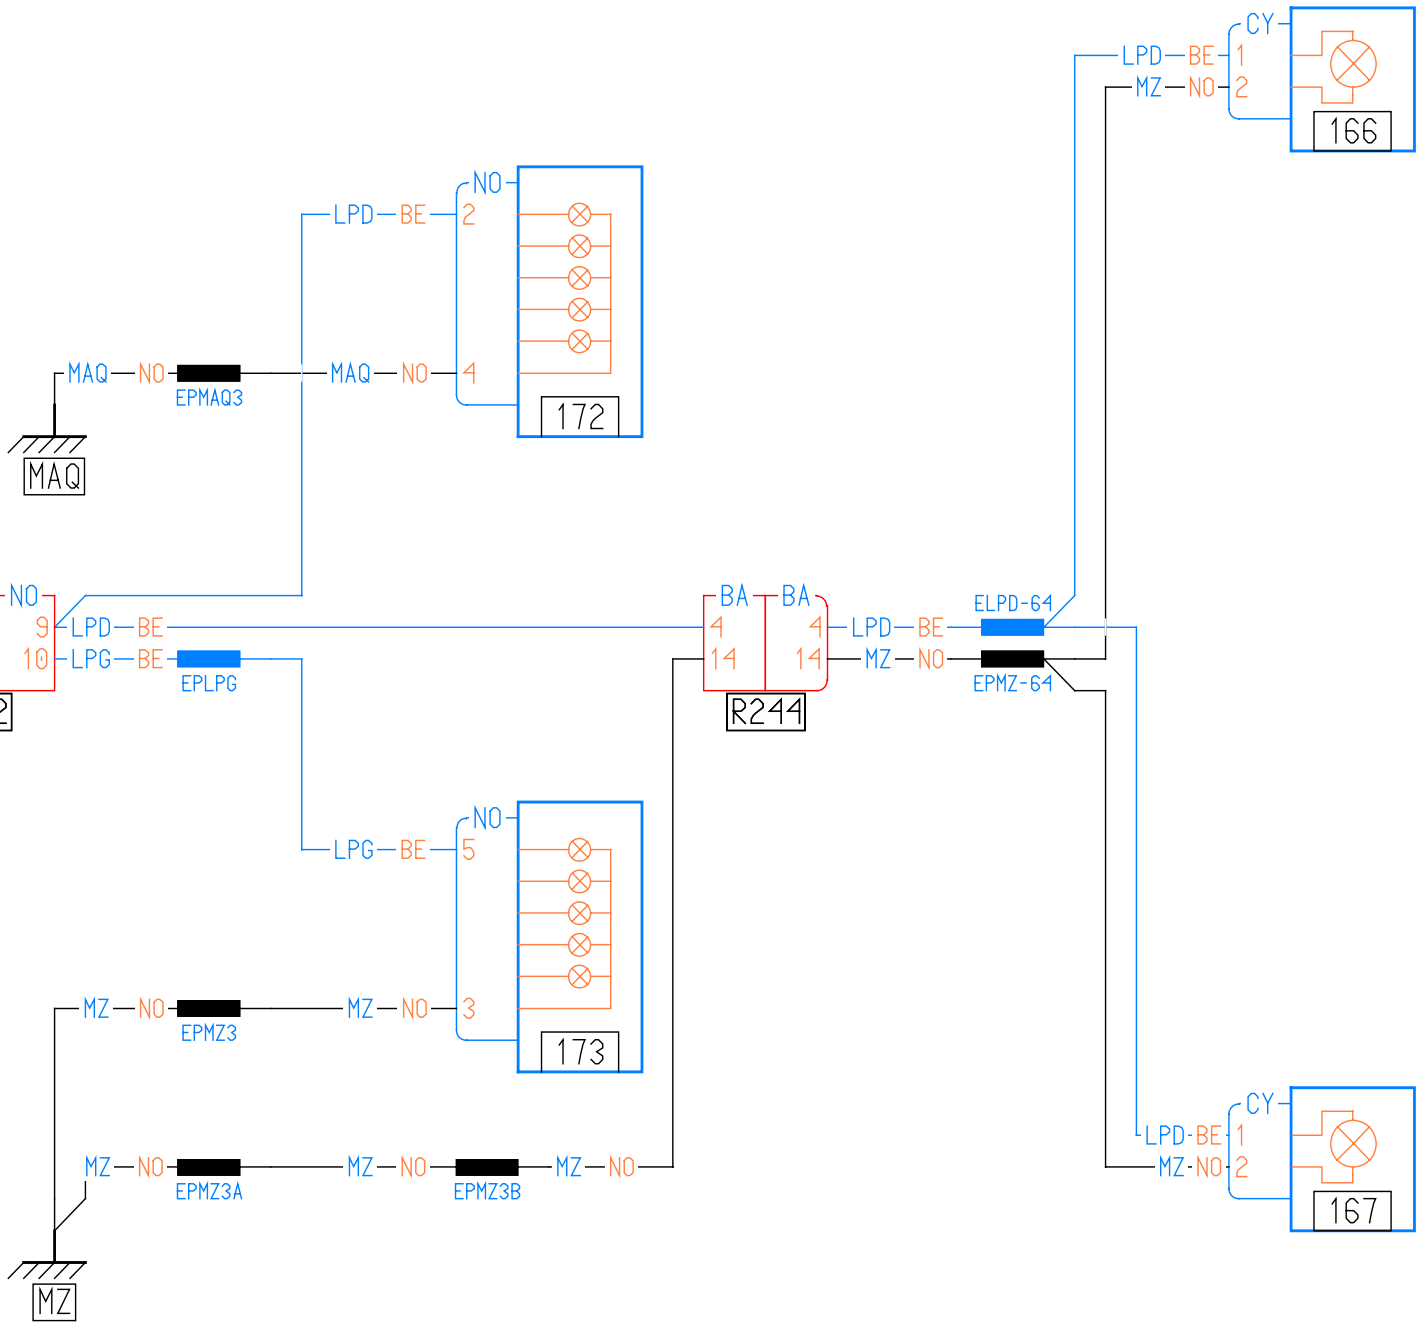 CY
LPD BE 1
MZ NO 2
166
NO
LPD BE 2
MAQ NO MAQ NO 4
EPMAQ3
172
MAQ
NO BA BA ELPD-64
9 LPD BE 4 4 LPD BE
10 LPG BE 14 14 MZ NO
EPLPG EPMZ-64
2 R244
NO
LPG BE 5
MZ NO MZ NO 3
EPMZ3
173
CY
LPD BE 1
MZ NO MZ NO MZ NO MZ NO 2
EPMZ3A EPMZ3B
167
MZ